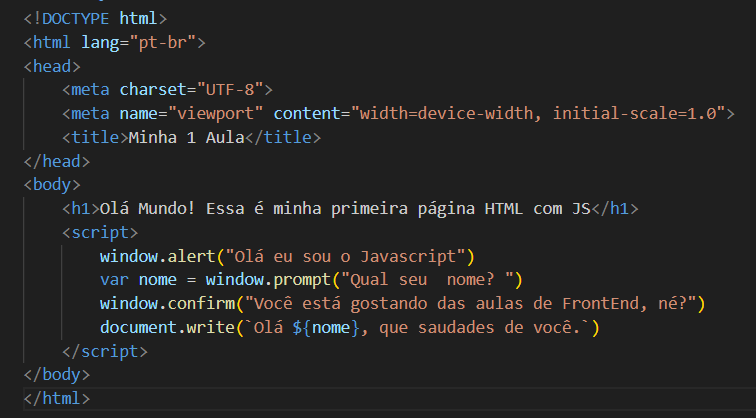 <!DOCTYPE html>
<html lang="pt-br">
<head>
    <meta charset="UTF-8">
    <meta name="viewport" content="width=device-width, initial-scale=1.0">
    <title>Minha 1 Aula</title>
</head>
<body>
    <h1>Olá Mundo! Essa é minha primeira página HTML com JS</h1>
    <script>
        window.alert("Olá eu sou o Javascript")
        var nome = window.prompt("Qual seu  nome? ")
        window.confirm("Você está gostando das aulas de FrontEnd, né?")
        document.write(`Olá ${nome}, que saudades de você.`)
    </script>
</body>
</html>